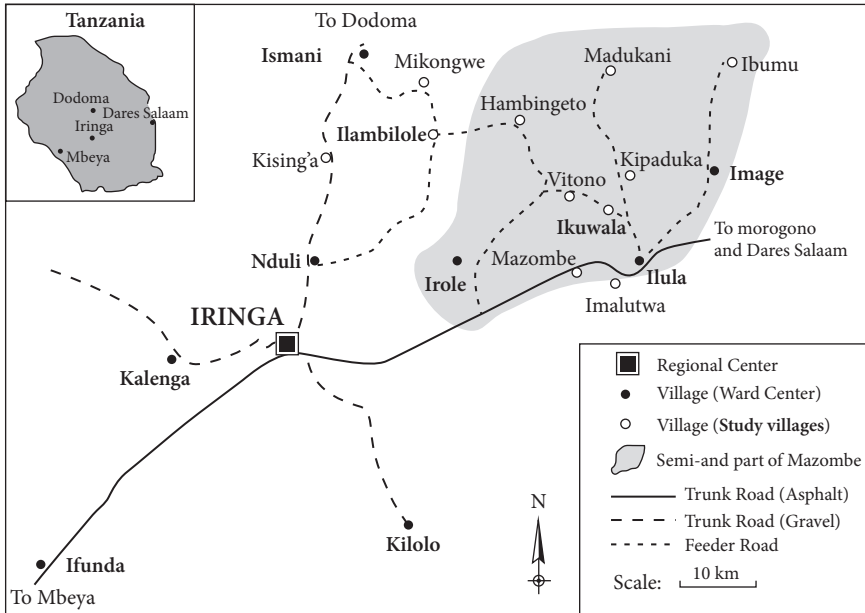 Tanzania
Dodoma
Dares Salaam
Iringa
Mbeya
To Dodoma
Ismani
Mikongwe
Madukani
Ibumu
Hambingeto
Ilambilole
Kising'a
Kipaduka
Image
Vitono
Ikuwala
To morogono
and Dares Salaam
Nduli
Irole
Mazombe
Ilula
Imalutwa
IRINGA
Kalenga
Kilolo
Ifunda
To Mbeya
N
Regional Center
Village (Ward Center)
Village (Study villages)
Semi-and part of Mazombe
Trunk Road (Asphalt)
Trunk Road (Gravel)
Feeder Road
Scale: 10 km